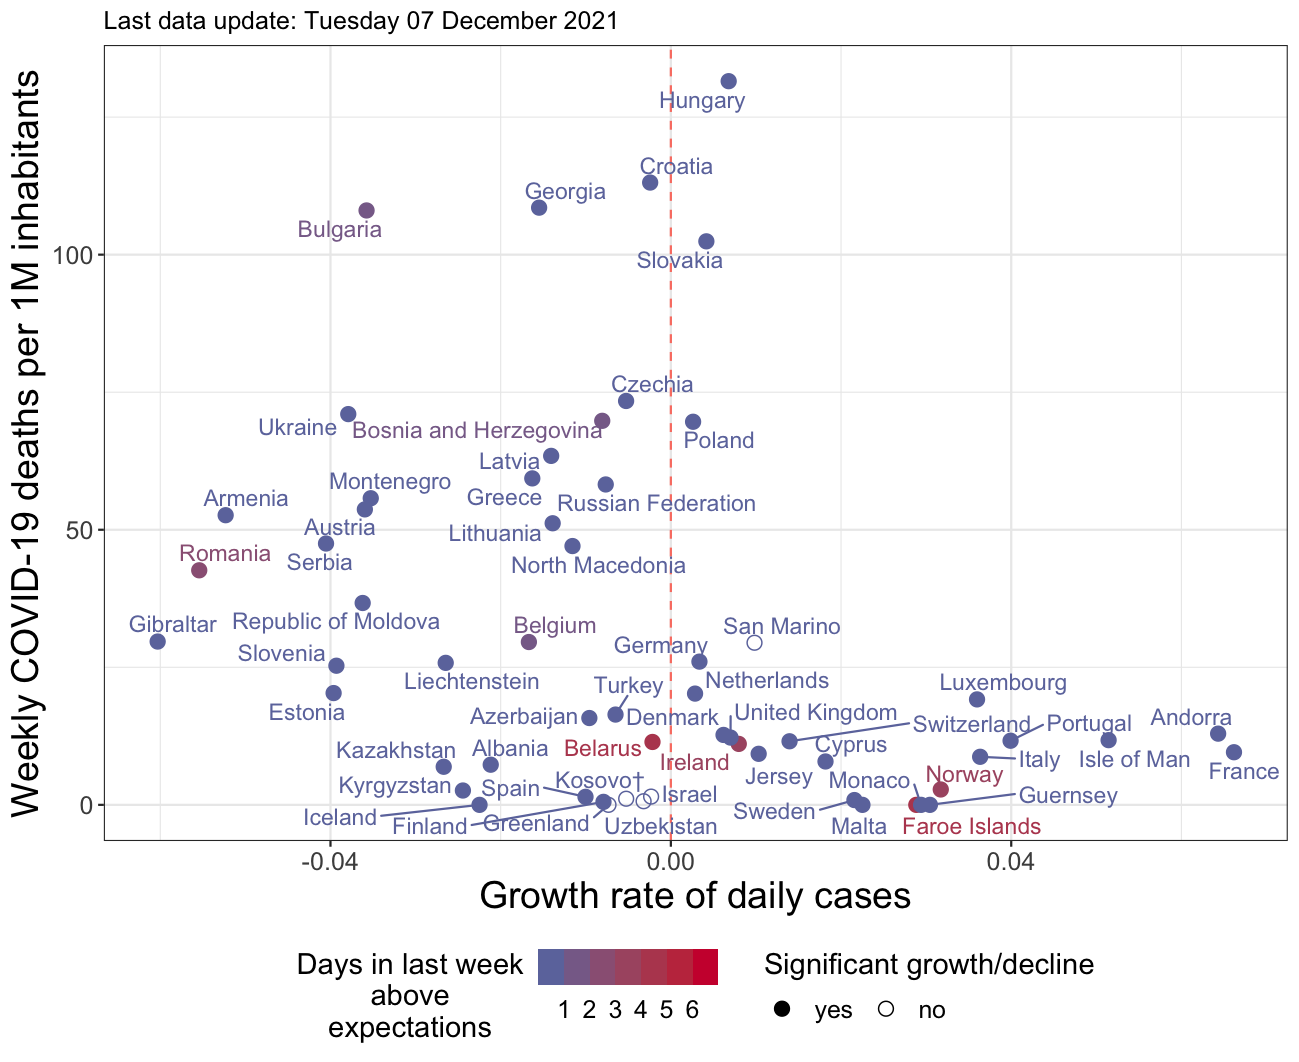 Last data update: Tuesday 07 December 2021
Weekly COVID-19 deaths per 1M inhabitants
100
50
0
Hungary
Croatia
Georgia
Bulgaria
Slovakia
Czechia
Ukraine
Bosnia and Herzegovina
Poland
Latvia
Montenegro
Greece
Armenia
Russian Federation
Austria
Lithuania
Romania
Serbia
North Macedonia
Gibraltar
Republic of Moldova
Belgium
San Marino
Germany
Slovenia
Liechtenstein
Netherlands
Luxembourg
Turkey
Estonia
Azerbaijan
Denmark
United Kingdom
Switzerland
Portugal
Andorra
Kazakhstan
Albania
Belarus
Cyprus
Ireland
Italy
Isle of Man
France
Jersey
Monaco
Norway
Kyrgyzstan
Spain
Kosovo†
Israel
Guernsey
Iceland
Finland
Greenland
Uzbekistan
Sweden
Malta
Faroe Islands
-0.04
0.00
0.04
Growth rate of daily cases
Days in last week
above
expectations
1 2 3 4 5 6
Significant growth/decline
yes
no